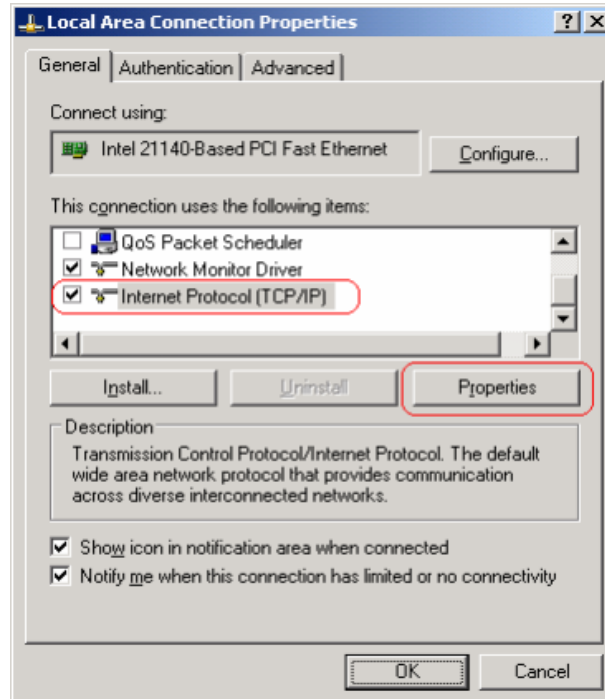 Local Area Connection Properties
General Authentication Advanced
Connect using:
Intel 21140-Based PCI Fast Ethernet
Configure...
This connection uses the following items:
QoS Packet Scheduler
Network Monitor Driver
Internet Protocol (TCP/IP)
Install... Uninstall Properties
Description
Transmission Control Protocol/Internet Protocol. The default
wide area network protocol that provides communication
across diverse interconnected networks.
Show icon in notification area when connected
Notify me when this connection has limited or no connectivity
OK Cancel